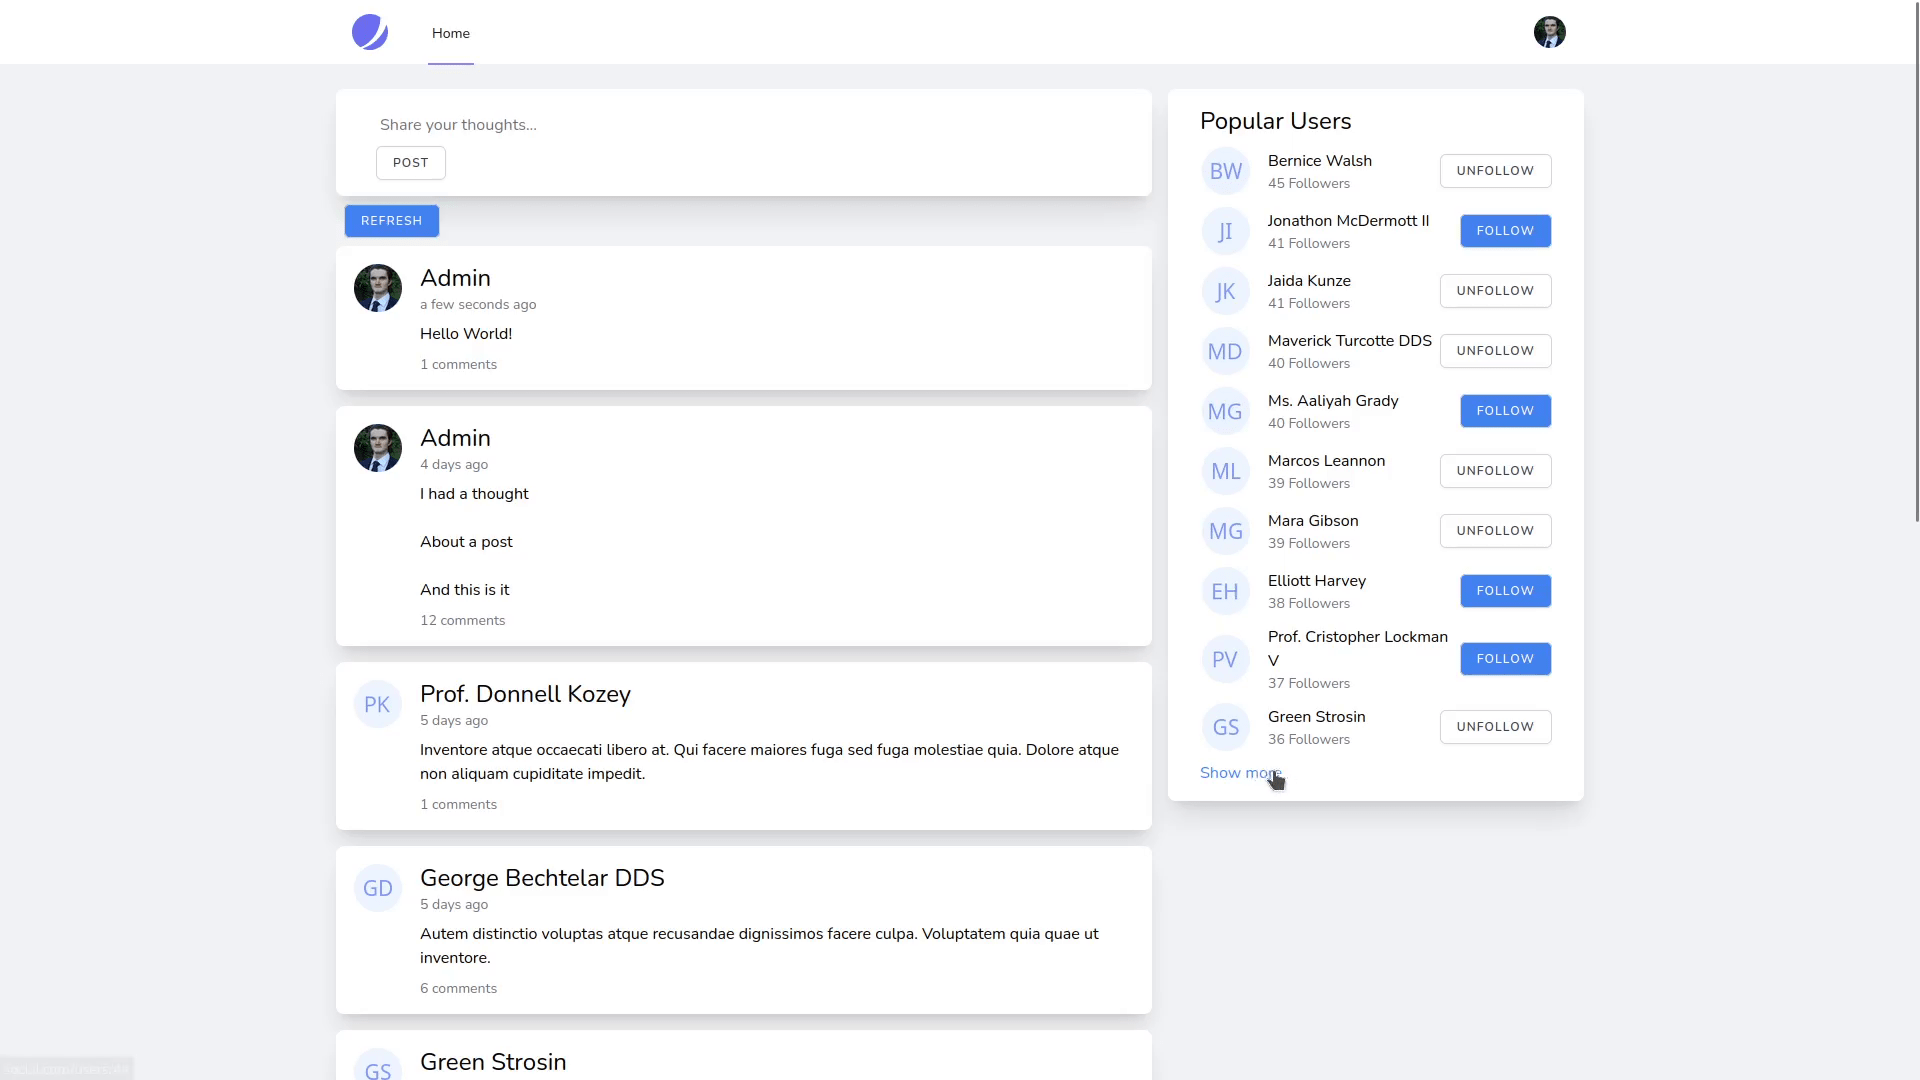 Home
Share your thoughts...
POST
REFRESH
Admin
a few seconds ago
Hello World!
1 comments
Admin
4 days ago
I had a thought
About a post
And this is it
12 comments
PK
Prof. Donnell Kozey
5 days ago
Inventore atque occaecati libero at. Qui facere maiores fuga sed fuga molestiae quia. Dolore atque
non aliquam cupiditate impedit.
1 comments
GD
George Bechtelar DDS
5 days ago
Autem distinctio voluptas atque recusandae dignissimos facere culpa. Voluptatem quia quae ut
inventore.
6 comments
GS
Green Strosin
Popular Users
BW
Bernice Walsh
45 Followers
UNFOLLOW
JI
Jonathon McDermott II
41 Followers
FOLLOW
JK
Jaida Kunze
41 Followers
UNFOLLOW
MD
Maverick Turcotte DDS
40 Followers
UNFOLLOW
MG
Ms. Aaliyah Grady
40 Followers
FOLLOW
ML
Marcos Leannon
39 Followers
UNFOLLOW
MG
Mara Gibson
39 Followers
UNFOLLOW
EH
Elliott Harvey
38 Followers
FOLLOW
PV
Prof. Cristopher Lockman
V
37 Followers
FOLLOW
GS
Green Strosin
36 Followers
UNFOLLOW
Show more